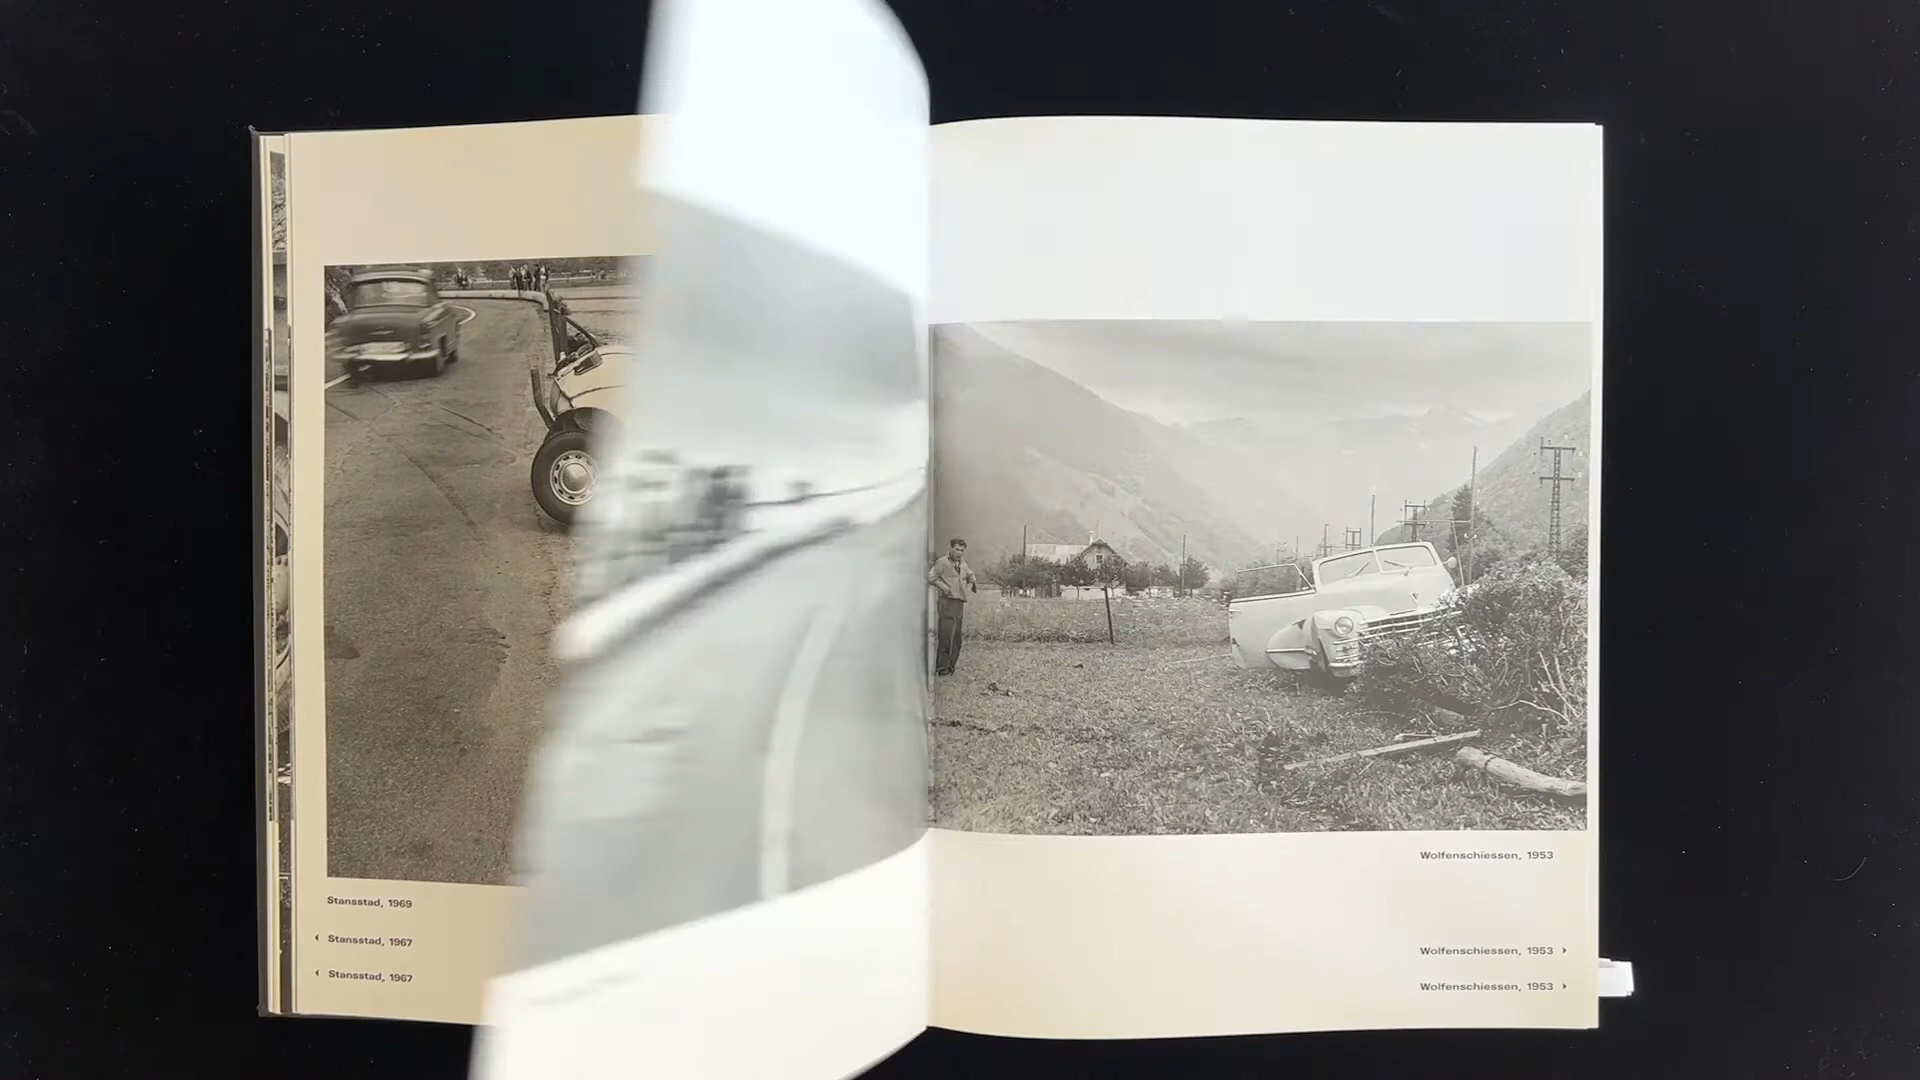 Stansstad, 1969
Stansstad, 1967
Stansstad, 1967
Wolfenschiessen, 1953
Wolfenschiessen, 1953
Wolfenschiessen, 1953